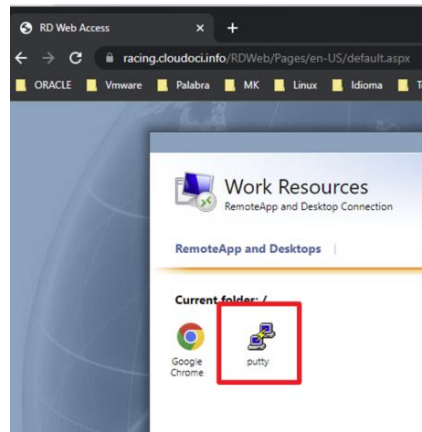 RD Web Access
racing.cloudoci.info/RDWeb/Pages/en-US/default.aspx
ORACLE Vmware Palabra MK Linux Idioma
Work Resources
RemoteApp and Desktop Connection
RemoteApp and Desktops
Current folder: /
Google Chrome
putty